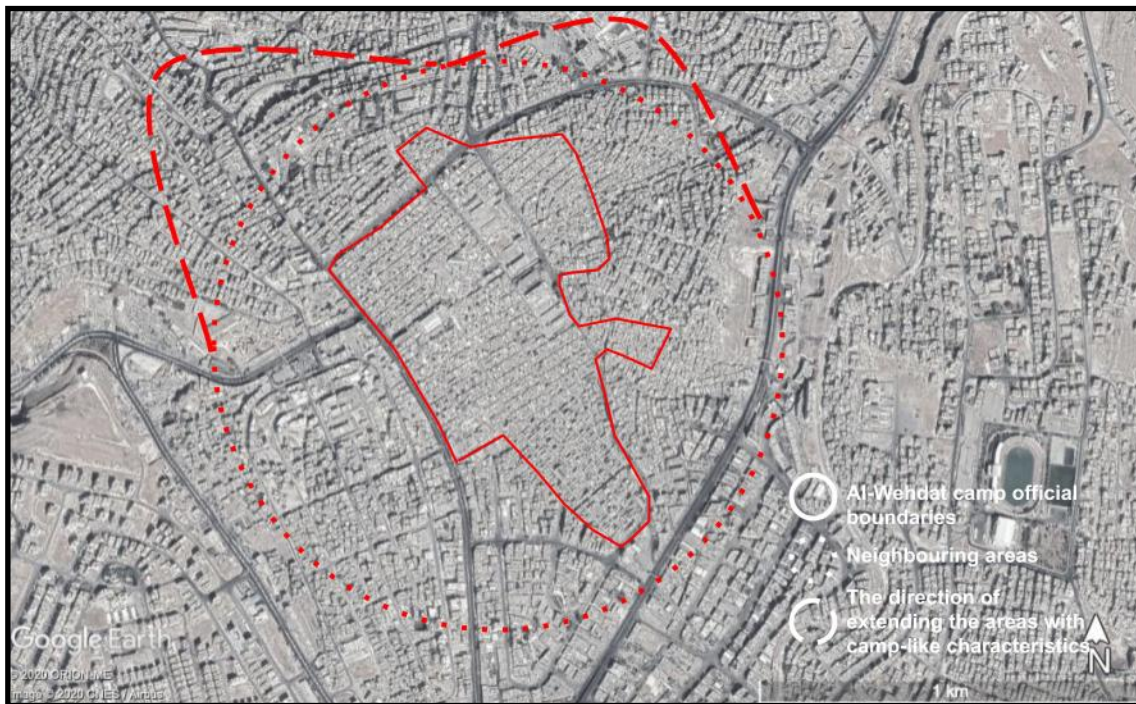 Al-Wehdat camp official
boundaries
Neighbouring areas
The direction of
extending the areas with
camp-like characteristics
N
1 km
Google Earth
© 2020 ORION-ME
Image © 2020 CNES / Airbus